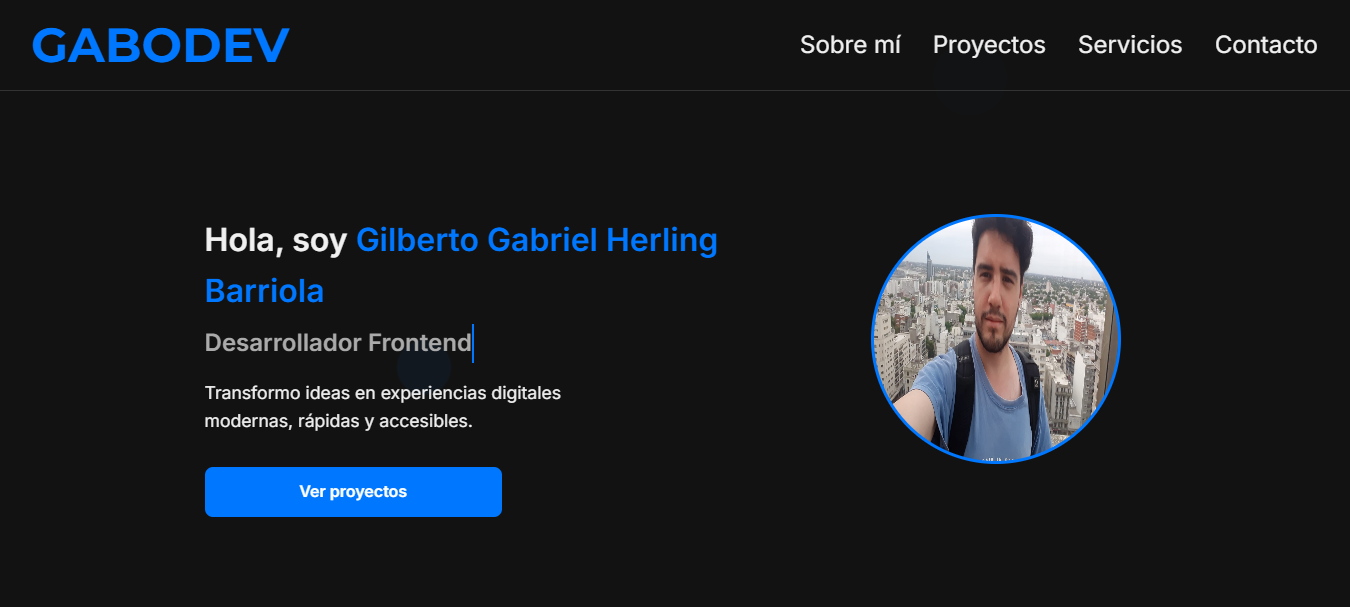 GABODEV
Sobre mí Proyectos Servicios Contacto
Hola, soy Gilberto Gabriel Herling
Barriola
Desarrollador Frontend
Transformo ideas en experiencias digitales
modernas, rápidas y accesibles.
Ver proyectos